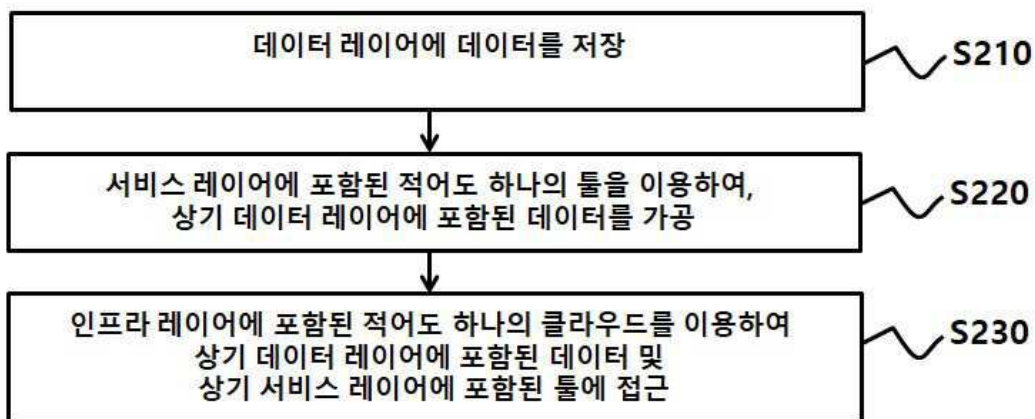 데이터 레이어에 데이터를 저장
S210
서비스 레이어에 포함된 적어도 하나의 툴을 이용하여,
상기 데이터 레이어에 포함된 데이터를 가공
S220
인프라 레이어에 포함된 적어도 하나의 클라우드를 이용하여
상기 데이터 레이어에 포함된 데이터 및
상기 서비스 레이어에 포함된 툴에 접근
S230